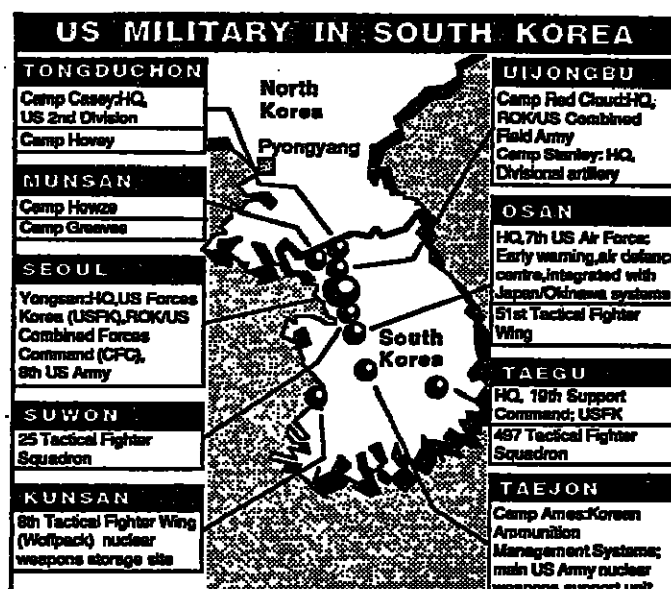 US MILITARY IN SOUTH KOREA
TONGDUCHON
Camp Casey:HQ,
US 2nd Division
Camp Hovey
MUNSAN
Camp Howze
Camp Greaves
SEOUL
Yongsan:HQ,US Forces
Korea (USFK),ROK/US
Combined Forces
Command (CFC),
8th US Army
SUWON
25 Tactical Fighter
Squadron
KUNSAN
8th Tactical Fighter Wing
(Wolfpack) nuclear
weapons storage site
North
Korea
Pyongyang
South
Korea
UIJONGBU
Camp Red Cloud:HQ,
ROK/US Combined
Field Army
Camp Stanley: HQ,
Divisional artillery
OSAN
HQ,7th US Air Force;
Early warning,air defence
centre,integrated with
Japan/Okinawa systems
51st Tactical Fighter
Wing
TAEGU
HQ, 19th Support
Command; USFK
497 Tactical Fighter
Squadron
TAEJON
Camp Ames:Korean
Ammunition
Management Systems;
main US Army nuclear
weapons support unit